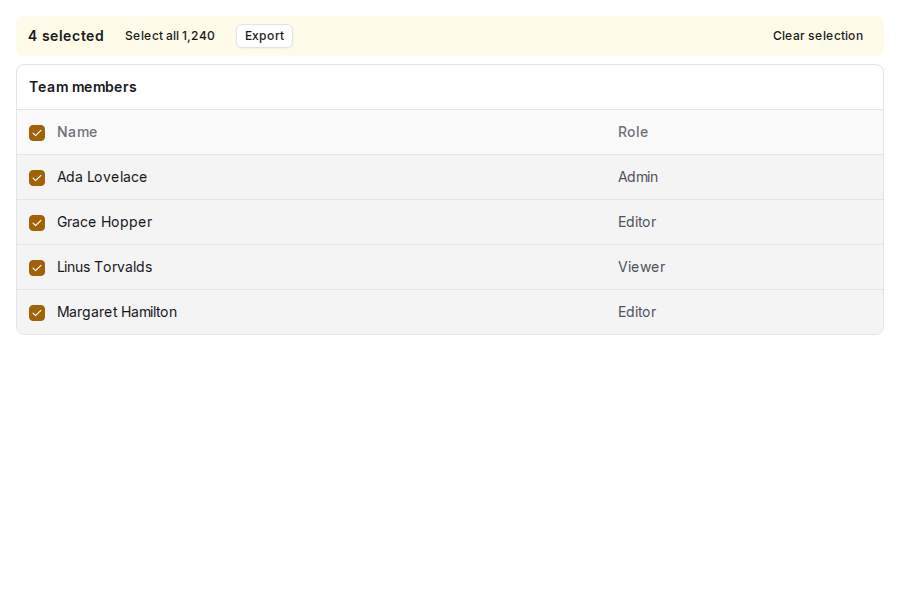 4 selected Select all 1,240 Export Clear selection
Team members
Name Role
Ada Lovelace Admin
Grace Hopper Editor
Linus Torvalds Viewer
Margaret Hamilton Editor